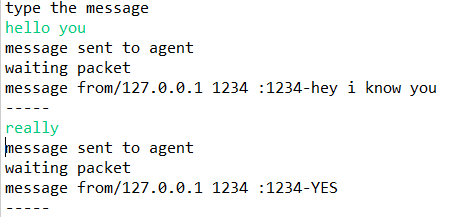 type the message
hello you
message sent to agent
waiting packet
message from/127.0.0.1 1234 :1234-hey i know you
-----
really
message sent to agent
waiting packet
message from/127.0.0.1 1234 :1234-YES
-----